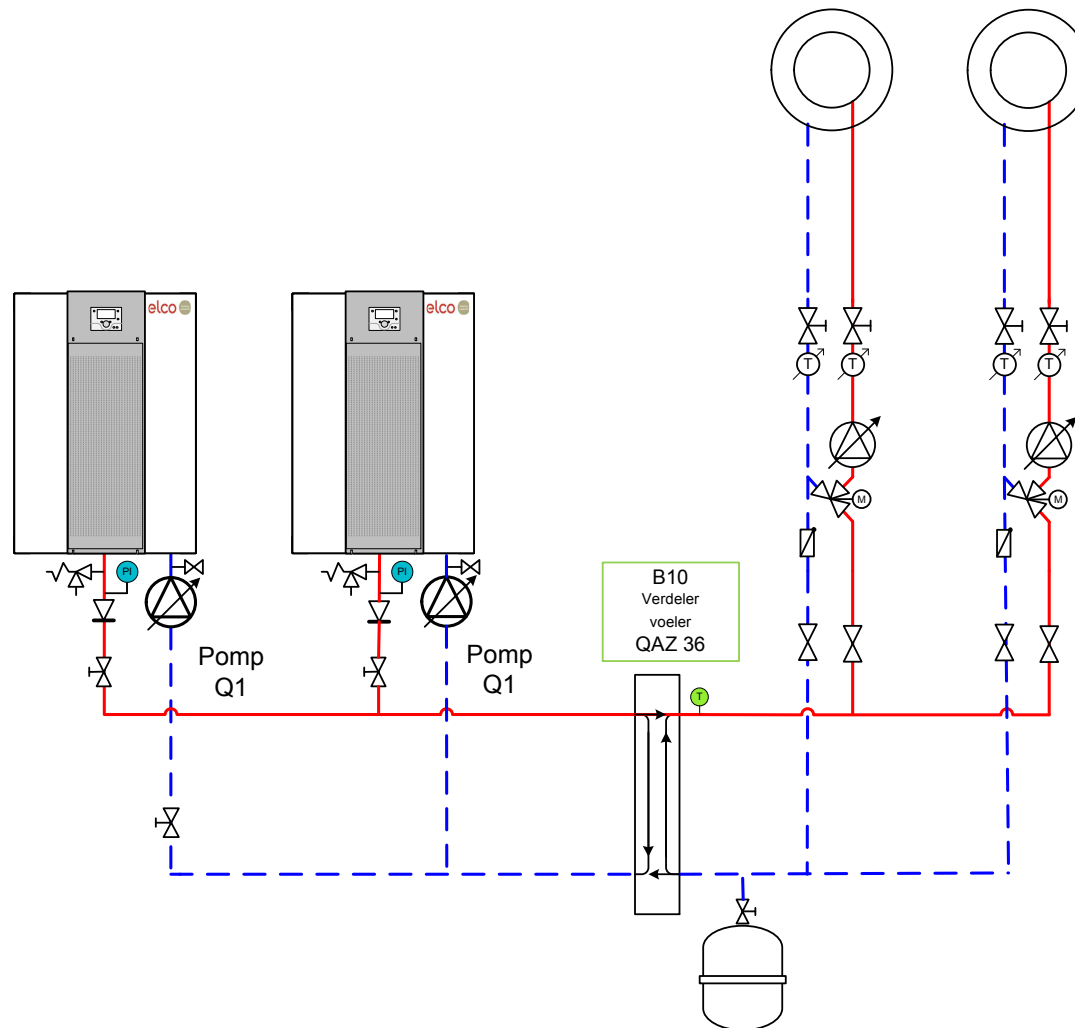 elco
elco
T
T
T
T
M
M
PI
PI
B10
Verdeler
voeler
QAZ 36
Pomp
Q1
Pomp
Q1
T